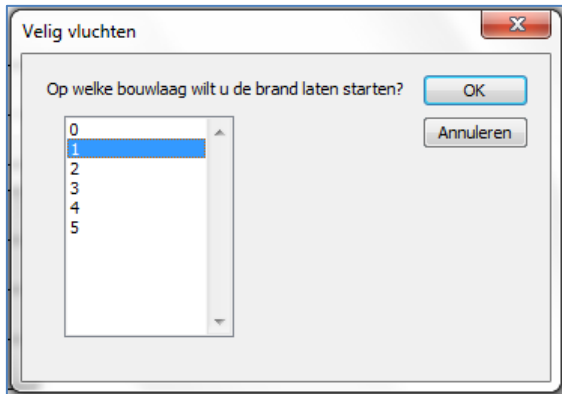 Velig vluchten
Op welke bouwlaag wilt u de brand laten starten?
OK
Annuleren
0
1
2
3
4
5